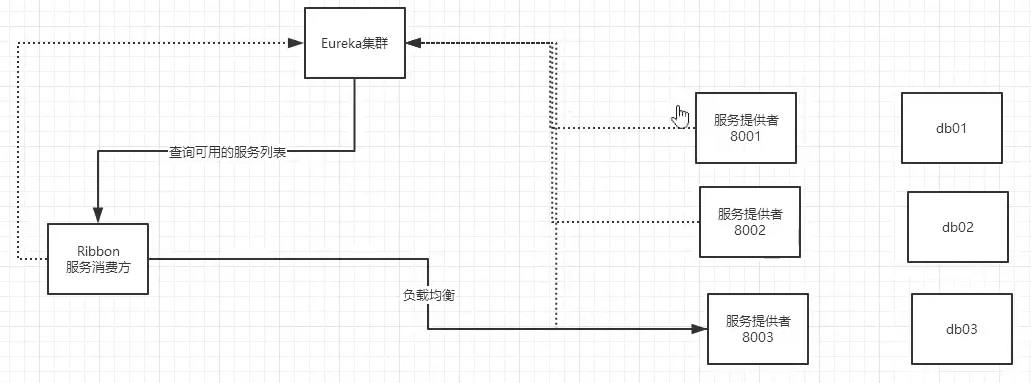 Eureka集群
服务提供者
8001
db01
查询可用的服务列表
服务提供者
8002
db02
Ribbon
服务消费方
负载均衡
服务提供者
8003
db03